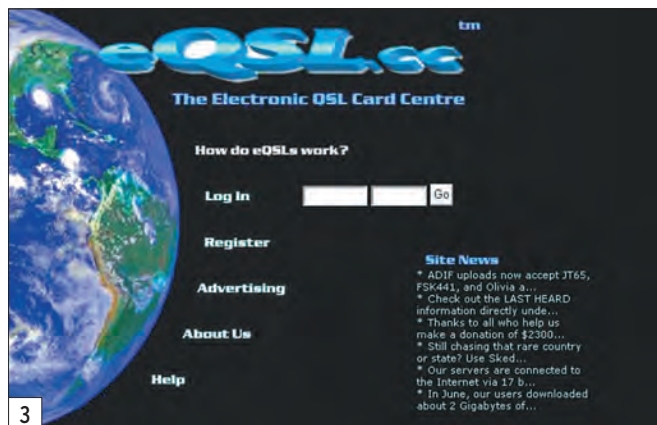 tm
eQSL.cc
The Electronic QSL Card Centre
How do eQSLs work?
Log In
Go
Register
Advertising
About Us
Help
Site News
* ADIF uploads now accept JT65,
FSK441, and Olivia a...
* Check out the LAST HEARD
information directly unde...
* Thanks to all who help us
make a donation of $2300...
* Still chasing that rare country
or state? Use Sked...
* Our servers are connected to
the Internet via 17 b...
* In June, our users downloaded
about 2 Gigabytes of...
3